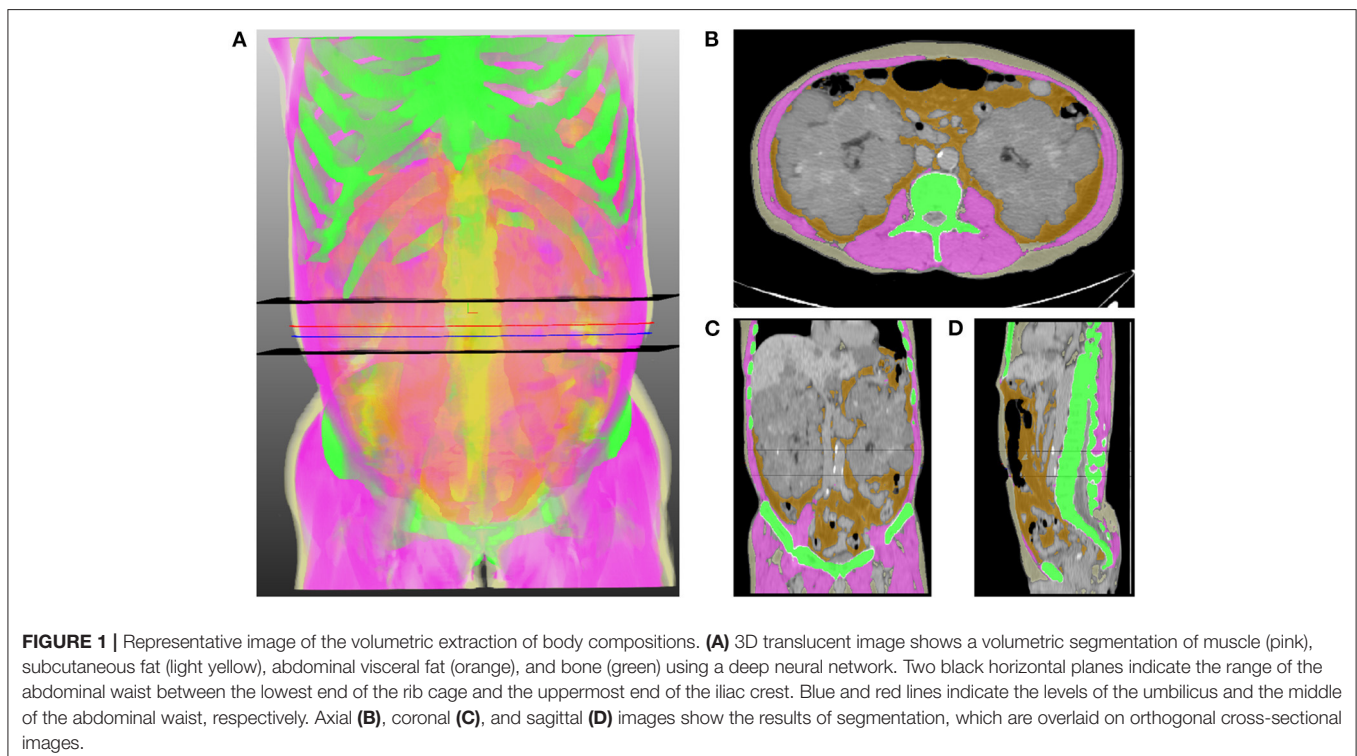 A
B
C
D
FIGURE 1 | Representative image of the volumetric extraction of body compositions. (A) 3D translucent image shows a volumetric segmentation of muscle (pink),
subcutaneous fat (light yellow), abdominal visceral fat (orange), and bone (green) using a deep neural network. Two black horizontal planes indicate the range of the
abdominal waist between the lowest end of the rib cage and the uppermost end of the iliac crest. Blue and red lines indicate the levels of the umbilicus and the middle
of the abdominal waist, respectively. Axial (B), coronal (C), and sagittal (D) images show the results of segmentation, which are overlaid on orthogonal cross-sectional
images.